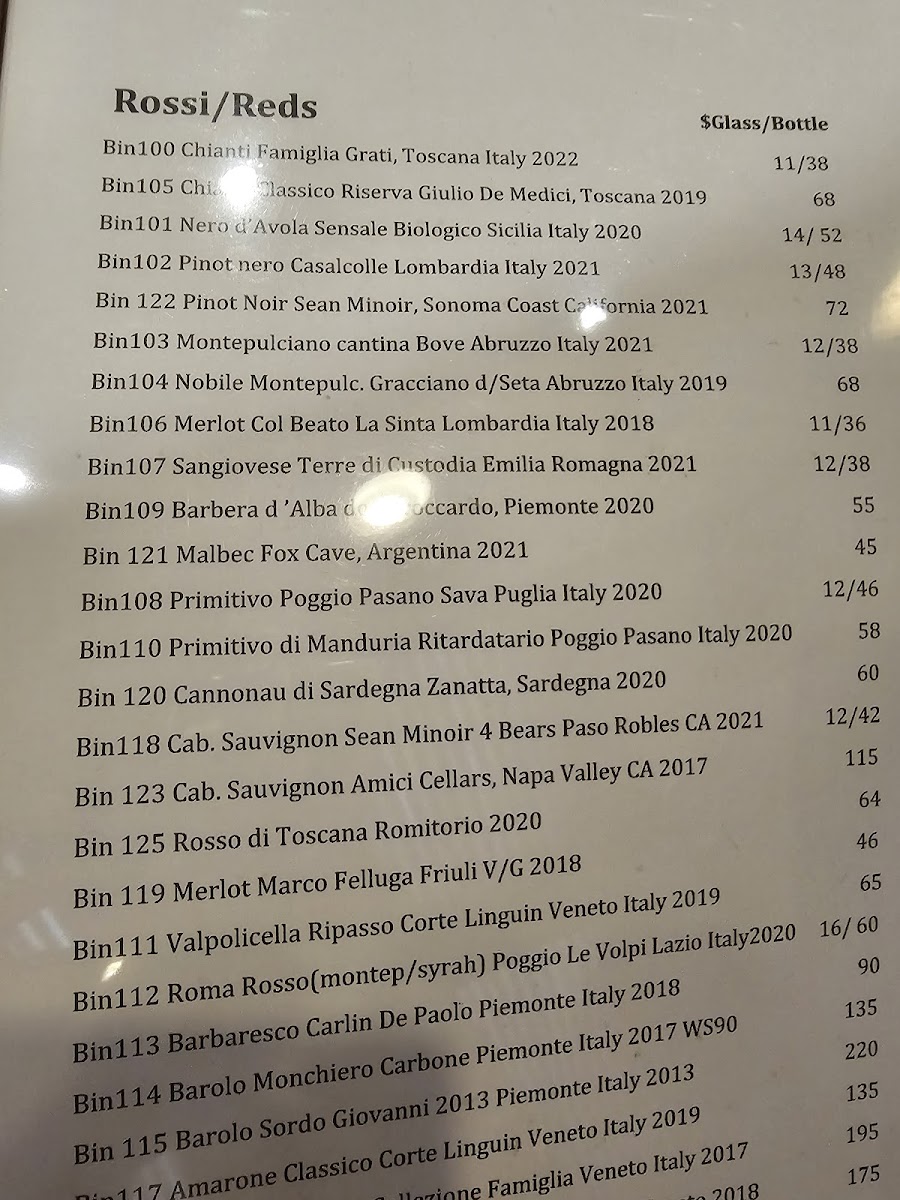 Rossi/Reds
$Glass/Bottle
Bin100 Chianti Famiglia Grati, Toscana Italy 2022 11/38
Bin105 Classico Riserva Giulio De Medici, Toscana 2019 68
Bin101 Nero d'Avola Sensale Biologico Sicilia Italy 2020 14/ 52
Bin102 Pinot nero Casalcolle Lombardia Italy 2021 13/48
Bin 122 Pinot Noir Sean Minoir, Sonoma Coast California 2021 72
Bin103 Montepulciano cantina Bove Abruzzo Italy 2021 12/38
Bin104 Nobile Montepulc. Gracciano d/Seta Abruzzo Italy 2019 68
Bin106 Merlot Col Beato La Sinta Lombardia Italy 2018 11/36
Bin107 Sangiovese Terre di Custodia Emilia Romagna 2021 12/38
Bin109 Barbera d 'Alba Piemonte 2020 55
Bin 121 Malbec Fox Cave, Argentina 2021 45
Bin108 Primitivo Poggio Pasano Sava Puglia Italy 2020 12/46
Bin110 Primitivo di Manduria Ritardatario Poggio Pasano Italy 2020 58
Bin 120 Cannonau di Sardegna Zanatta, Sardegna 2020 60
Bin118 Cab. Sauvignon Sean Minoir 4 Bears Paso Robles CA 2021 12/42
Bin 123 Cab. Sauvignon Amici Cellars, Napa Valley CA 2017 115
Bin 125 Rosso di Toscana Romitorio 2020 64
Bin 119 Merlot Marco Felluga Friuli V/G 2018 46
Bin111 Valpolicella Ripasso Corte Linguin Veneto Italy 2019 65
Bin112 Roma Rosso(montep/syrah) Poggio Le Volpi Lazio Italy2020 16/ 60
Bin113 Barbaresco Carlin De Paolo Piemonte Italy 2018 90
Bin114 Barolo Monchiero Carbone Piemonte Italy 2017 WS90 135
Bin 115 Barolo Sordo Giovanni 2013 Piemonte Italy 2013 220
Bin117 Amarone Classico Corte Linguin Veneto Italy 2019 135
Famiglia Veneto Italy 2017 195
2018 175